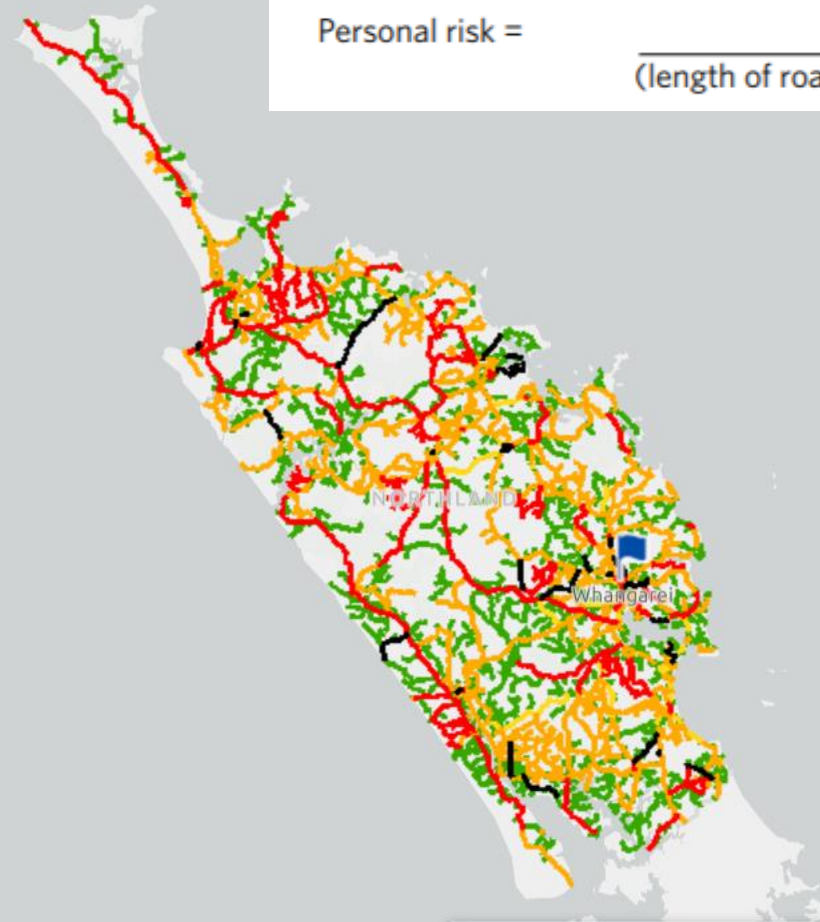 Personal risk =
(length of roa
NORTHLAND
Whangarei